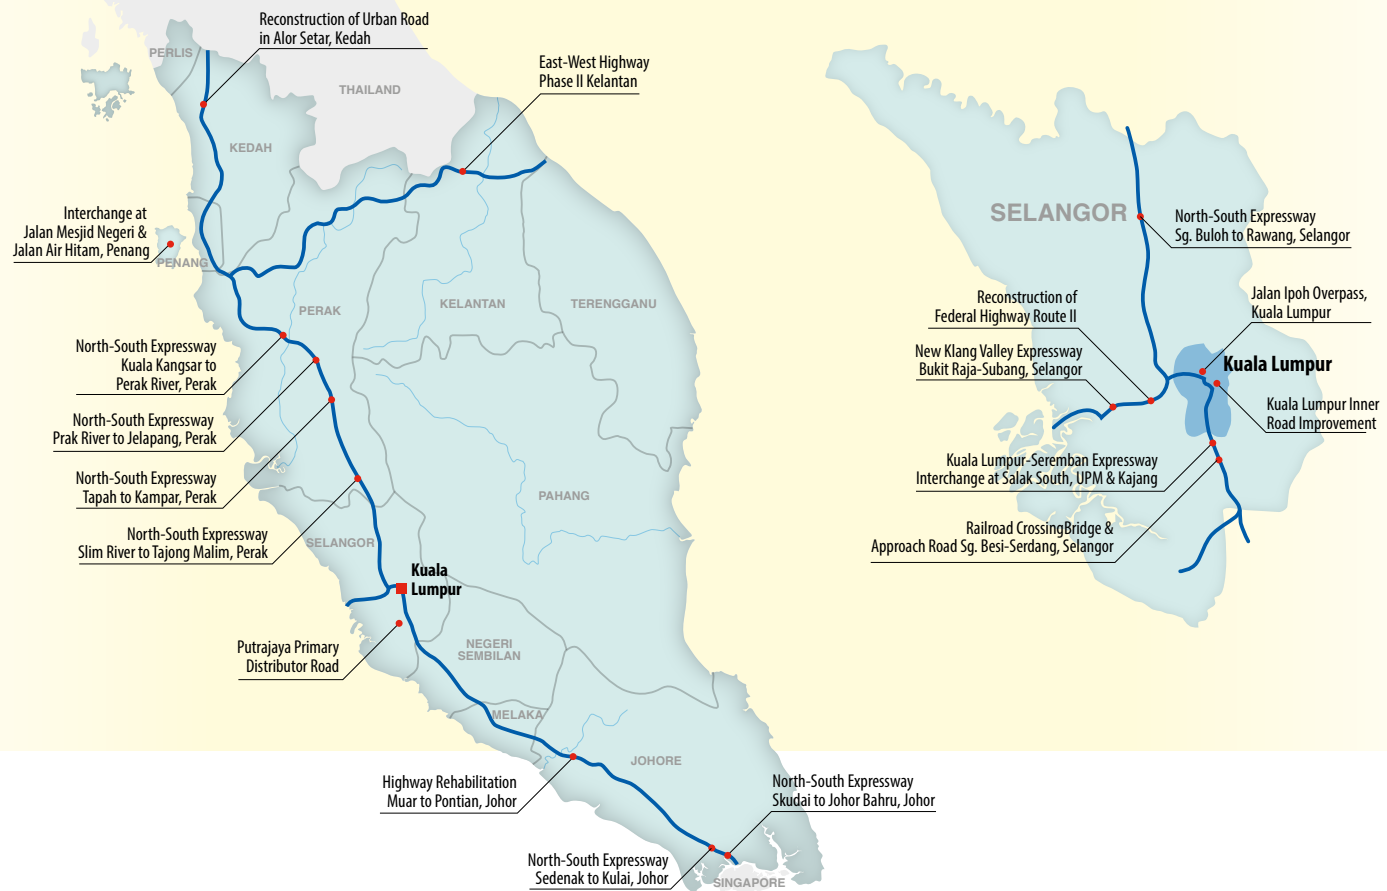 Reconstruction of Urban Road
in Alor Setar, Kedah
PERLIS
THAILAND
East-West Highway
Phase II Kelantan
KEDAH
Interchange at
Jalan Mesjid Negeri &
Jalan Air Hitam, Penang
PENANG
PERAK
KELANTAN
TERENGGANU
North-South Expressway
Kuala Kangsar to
Perak River, Perak
North-South Expressway
Prak River to Jelapang, Perak
North-South Expressway
Tapah to Kampar, Perak
PAHANG
North-South Expressway
Slim River to Tajong Malim, Perak
SELANGOR
Kuala
Lumpur
Putrajaya Primary
Distributor Road
NEGERI
SEMBILAN
MELAKA
JOHORE
Highway Rehabilitation
Muar to Pontian, Johor
North-South Expressway
Skudai to Johor Bahru, Johor
North-South Expressway
Sedenak to Kulai, Johor
SINGAPORE
SELANGOR
North-South Expressway
Sg. Buloh to Rawang, Selangor
Reconstruction of
Federal Highway Route II
Jalan Ipoh Overpass,
Kuala Lumpur
New Klang Valley Expressway
Bukit Raja-Subang, Selangor
Kuala Lumpur
Kuala Lumpur Inner
Road Improvement
Kuala Lumpur-Seremban Expressway
Interchange at Salak South, UPM & Kajang
Railroad CrossingBridge &
Approach Road Sg. Besi-Serdang, Selangor